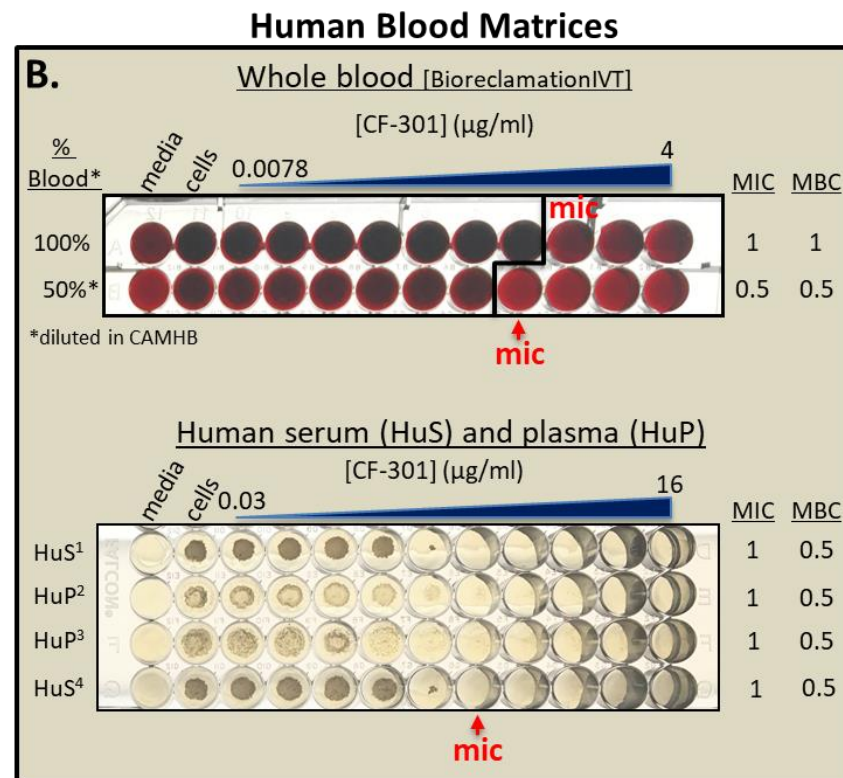 Human Blood Matrices
B.
Whole blood [BioreclamationIVT]
[CF-301] (µg/ml)
% Blood*
media
cells
0.0078
4
MIC MBC
mic
100% 1 1
50%* 0.5 0.5
*diluted in CAMHB
mic
Human serum (HuS) and plasma (HuP)
[CF-301] (µg/ml)
media
cells
0.03
16
MIC MBC
HuS¹ 1 0.5
HuP² 1 0.5
HuP³ 1 0.5
HuS⁴ 1 0.5
mic